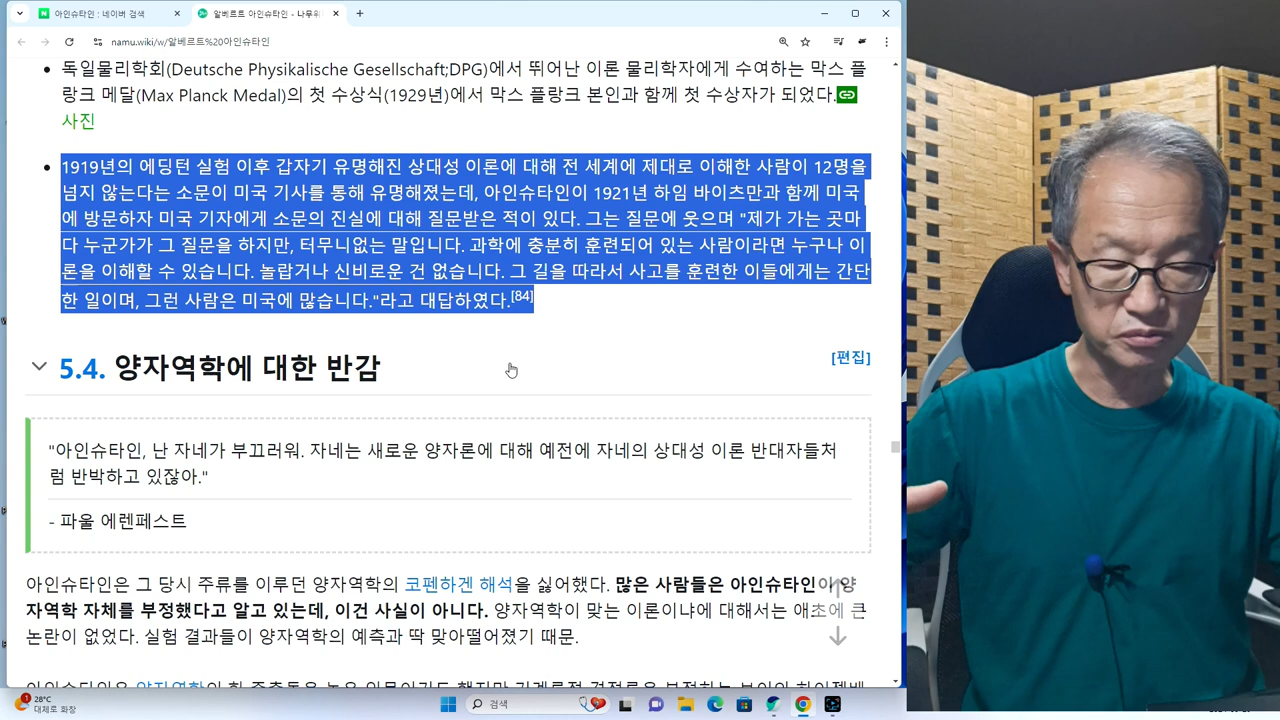 아인슈타인 : 네이버 검색
알베르트 아인슈타인 - 나무위
namu.wiki/w/알베르트%20아인슈타인
독일물리학회(Deutsche Physikalische Gesellschaft;DPG)에서 뛰어난 이론 물리학자에게 수여하는 막스 플
랑크 메달(Max Planck Medal)의 첫 수상식(1929년)에서 막스 플랑크 본인과 함께 첫 수상자가 되었다.
사진
1919년의 에딩턴 실험 이후 갑자기 유명해진 상대성 이론에 대해 전 세계에 제대로 이해한 사람이 12명을
넘지 않는다는 소문이 미국 기사를 통해 유명해졌는데, 아인슈타인이 1921년 하임 바이츠만과 함께 미국
에 방문하자 미국 기자에게 소문의 진실에 대해 질문받은 적이 있다. 그는 질문에 웃으며 "제가 가는 곳마
다 누군가가 그 질문을 하지만, 터무니없는 말입니다. 과학에 충분히 훈련되어 있는 사람이라면 누구나 이
론을 이해할 수 있습니다. 놀랍거나 신비로운 건 없습니다. 그 길을 따라서 사고를 훈련한 이들에게는 간단
한 일이며, 그런 사람은 미국에 많습니다."라고 대답하였다.[84]
5.4. 양자역학에 대한 반감
[편집]
"아인슈타인, 난 자네가 부끄러워. 자네는 새로운 양자론에 대해 예전에 자네의 상대성 이론 반대자들처
럼 반박하고 있잖아."
- 파울 에렌페스트
아인슈타인은 그 당시 주류를 이루던 양자역학의 코펜하겐 해석을 싫어했다. 많은 사람들은 아인슈타인이 양
자역학 자체를 부정했다고 알고 있는데, 이건 사실이 아니다. 양자역학이 맞는 이론이냐에 대해서는 애초에 큰
논란이 없었다. 실험 결과들이 양자역학의 예측과 딱 맞아떨어졌기 때문.
아인슈타인은 양자역학의 한
1
28°C
대체로 화창
검색